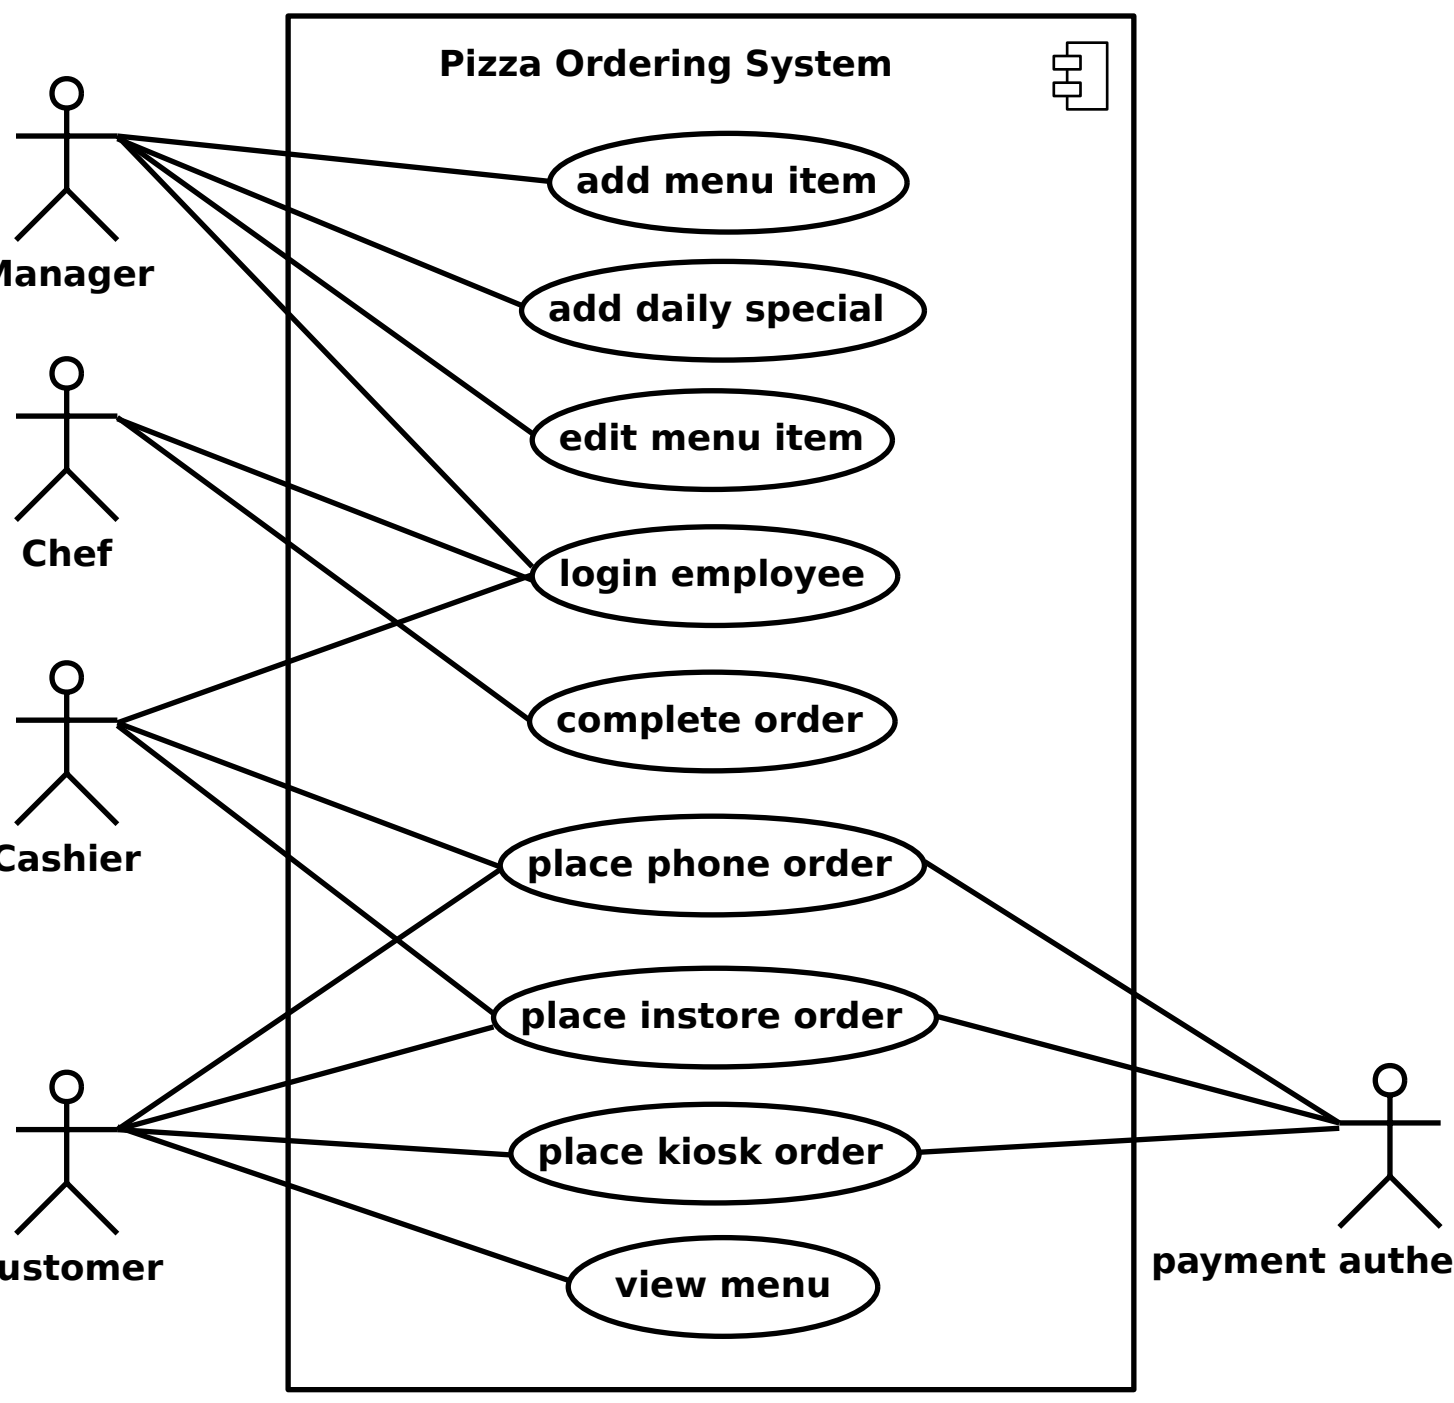 Pizza Ordering System
add menu item
Manager
add daily special
edit menu item
Chef
login employee
complete order
Cashier
place phone order
place instore order
place kiosk order
ustomer
payment authe
view menu